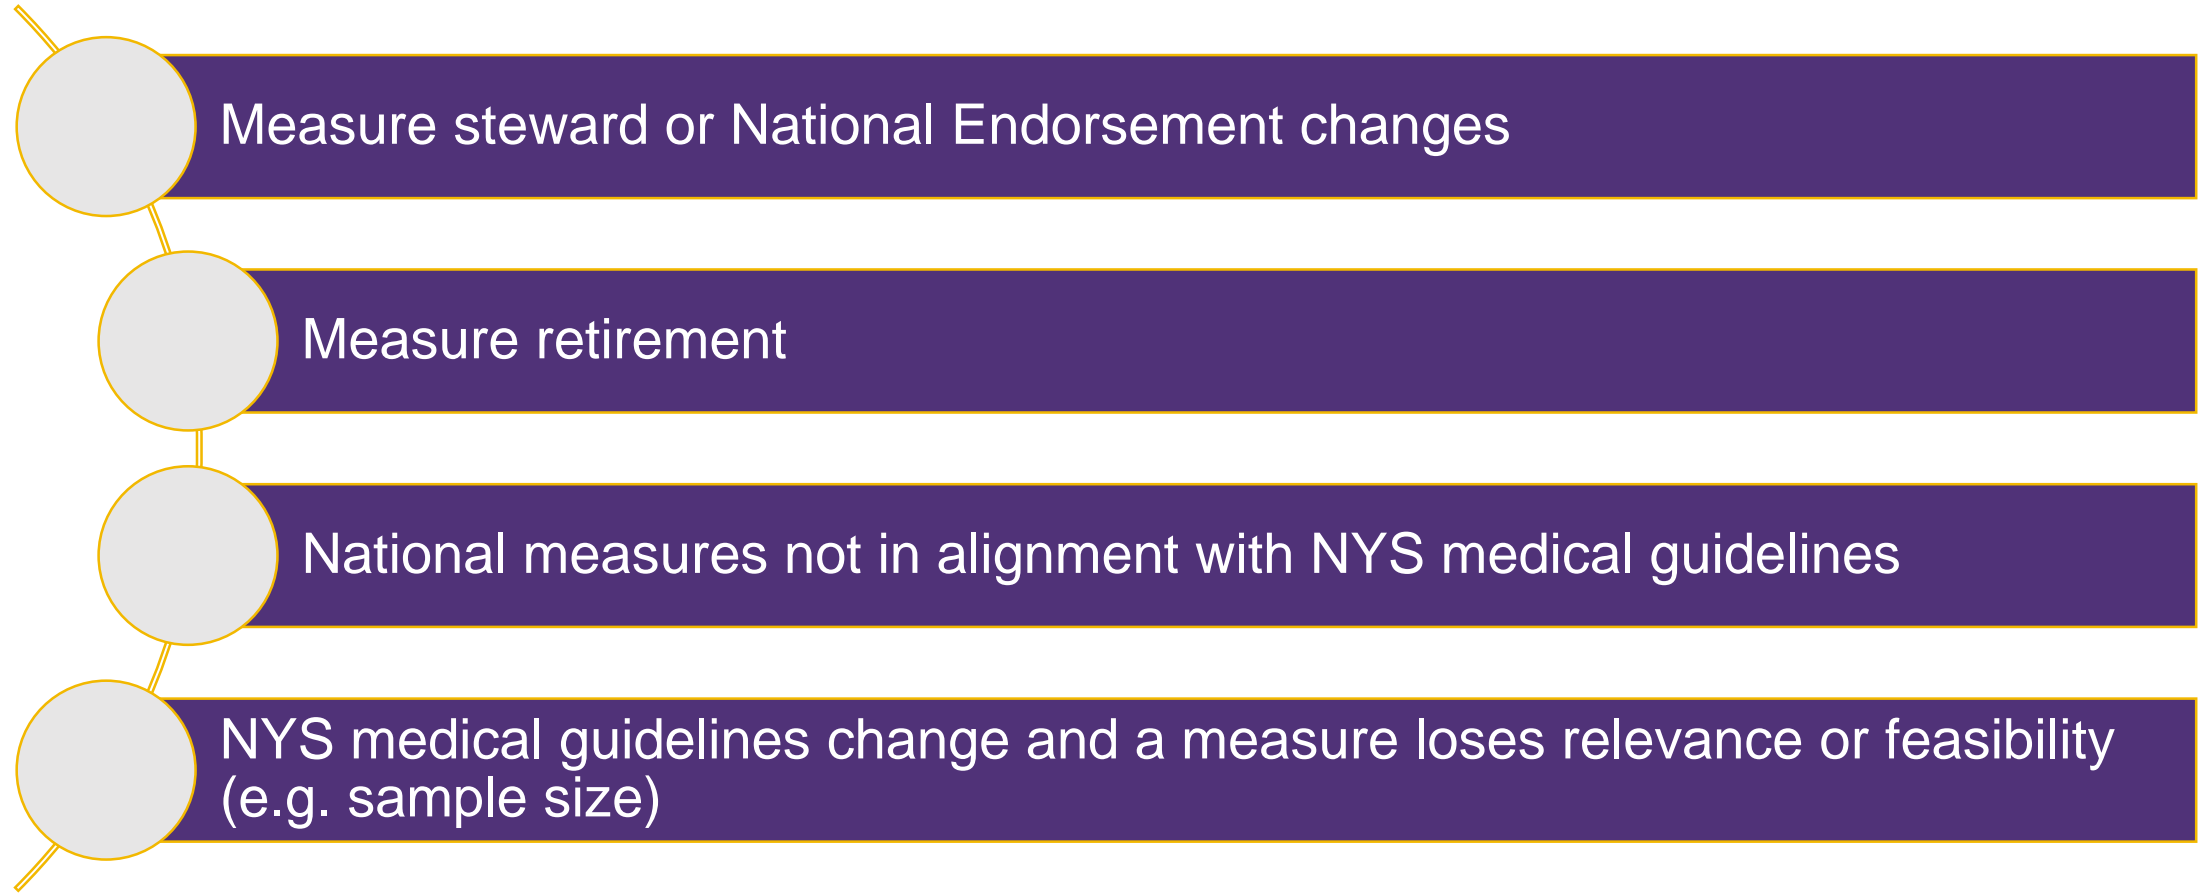 Measure steward or National Endorsement changes
Measure retirement
National measures not in alignment with NYS medical guidelines
NYS medical guidelines change and a measure loses relevance or feasibility
(e.g. sample size)